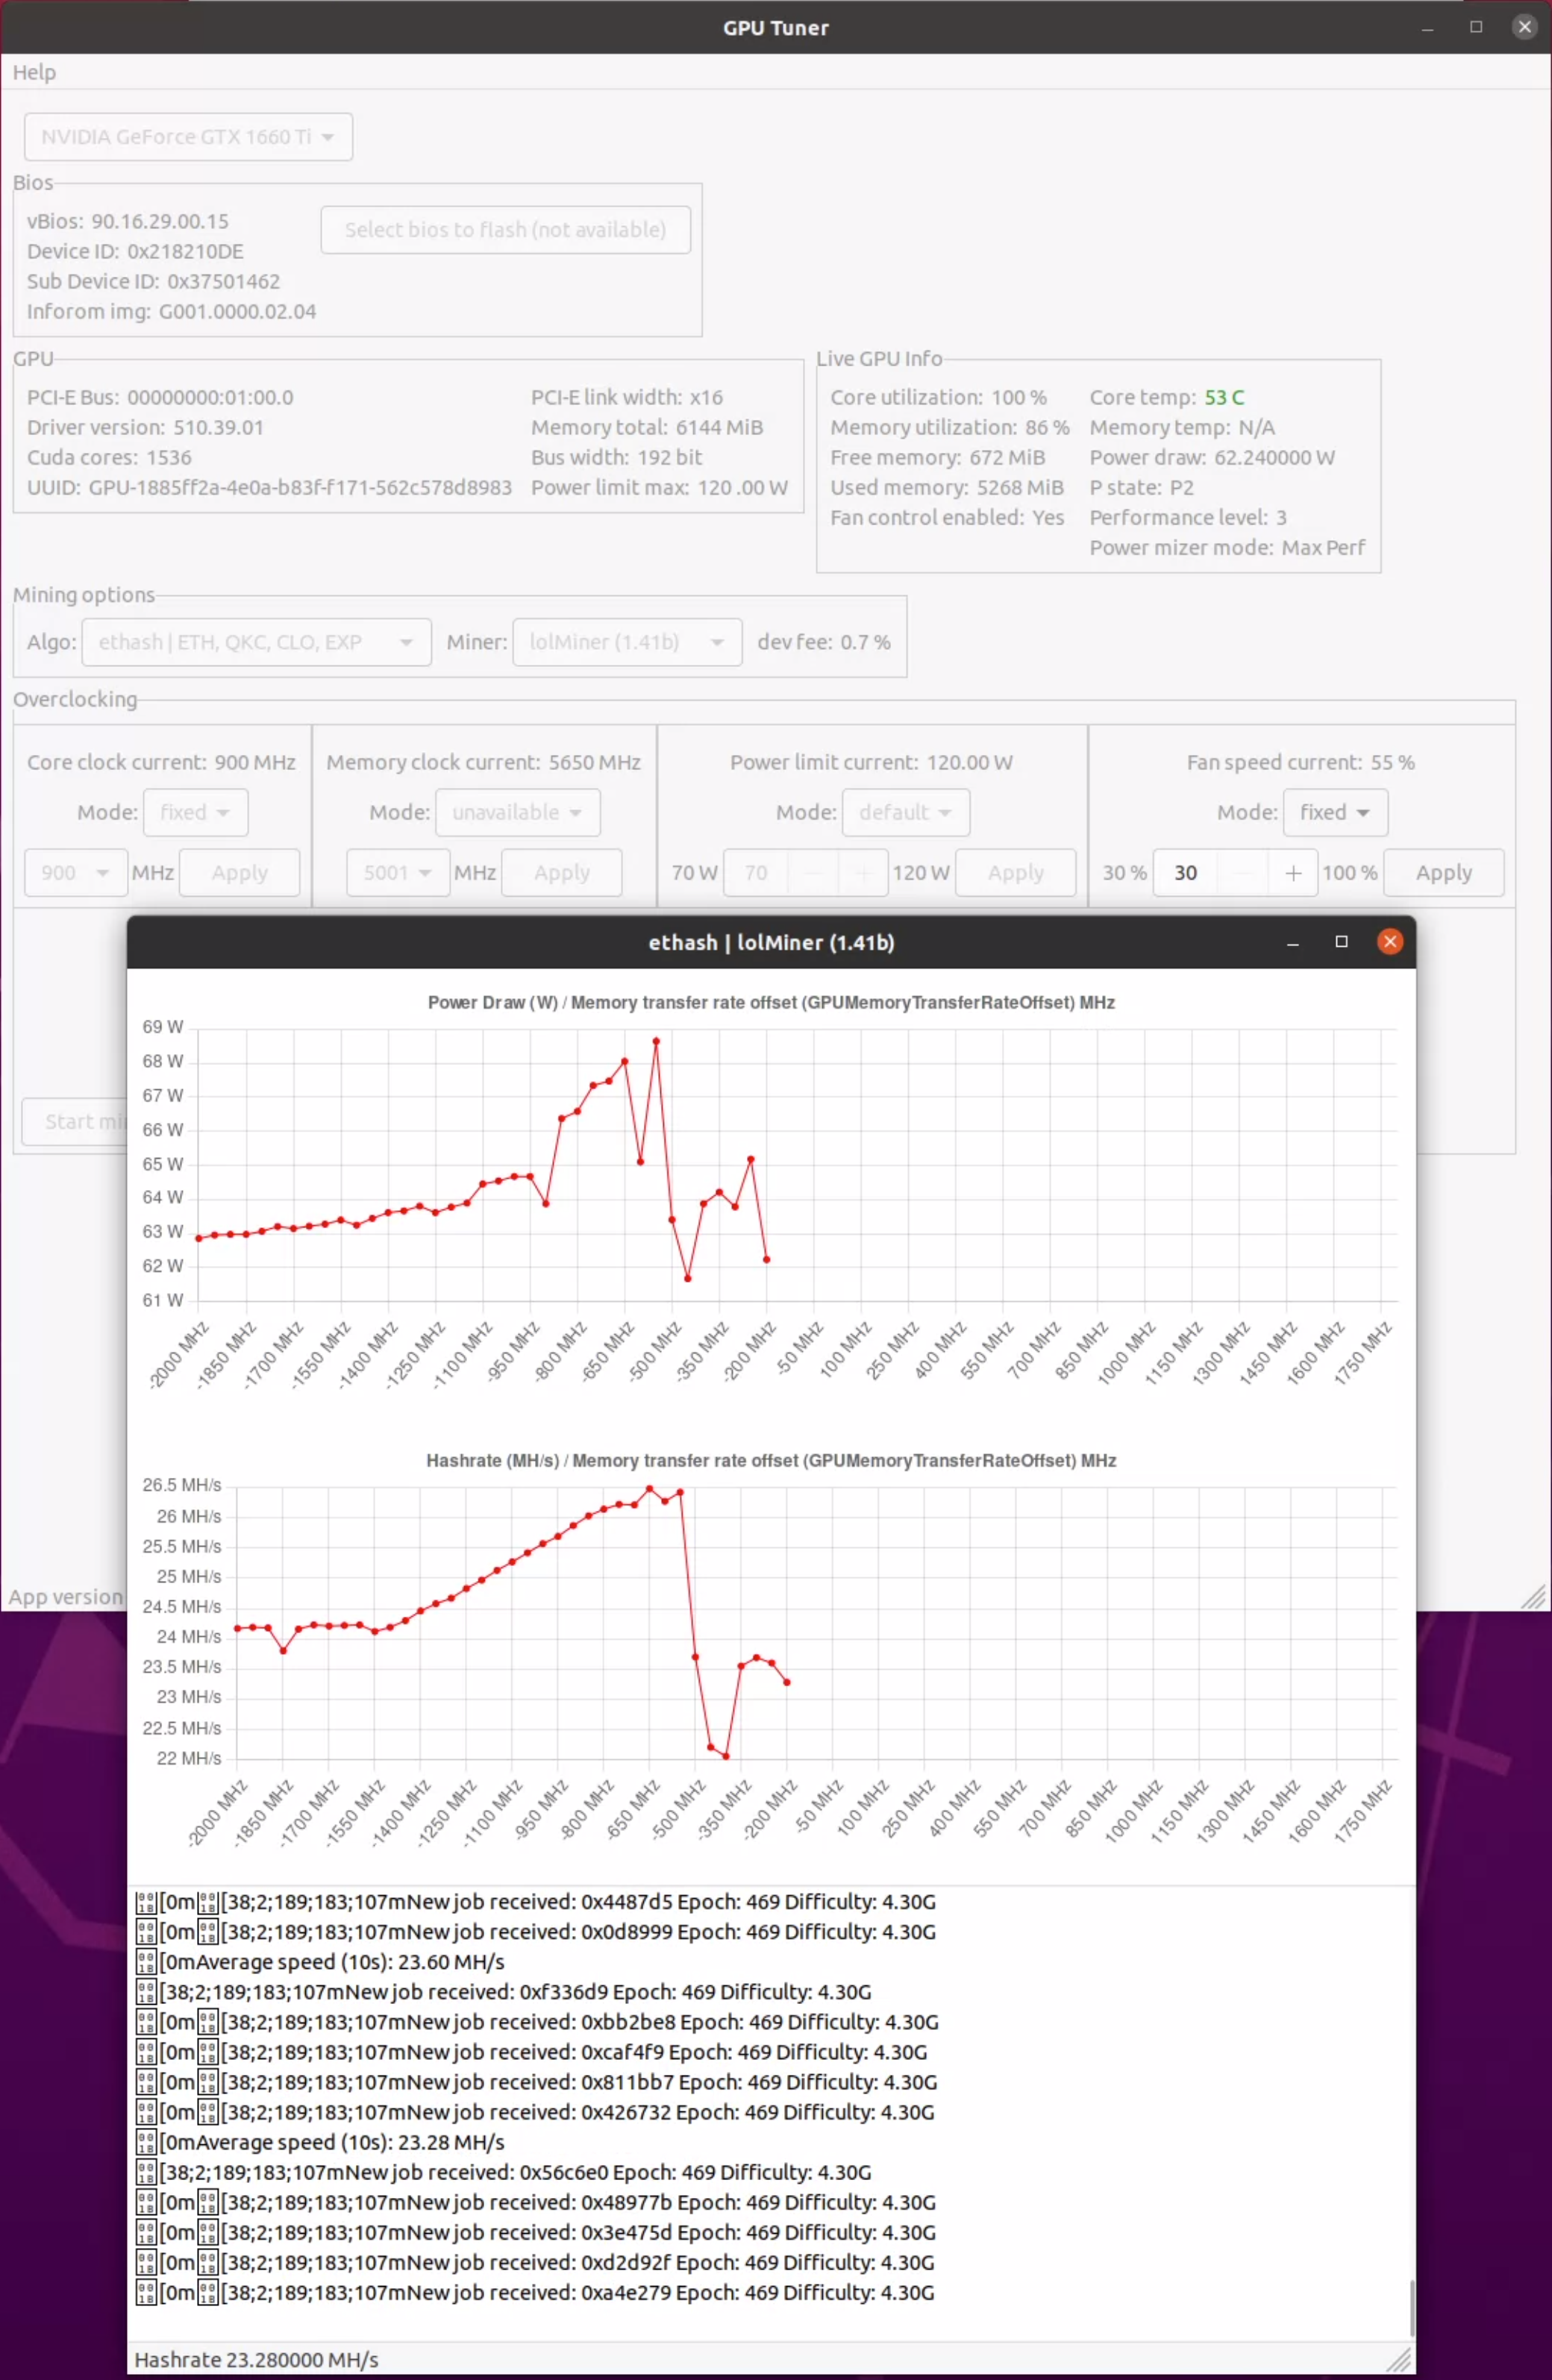 GPU Tuner
Help
NVIDIA GeForce GTX 1660 Ti
Bios
vBios: 90.16.29.00.15
Select bios to flash (not available)
Device ID: 0x218210DE
Sub Device ID: 0x37501462
Inforom img: G001.0000.02.04
GPU
PCI-E Bus: 00000000:01:00.0 PCI-E link width: x16
Driver version: 510.39.01 Memory total: 6144 MiB
Cuda cores: 1536 Bus width: 192 bit
UUID: GPU-1885ff2a-4e0a-b83f-f171-562c578d8983 Power limit max: 120.00 W
Live GPU Info
Core utilization: 100 % Core temp: 53 C
Memory utilization: 86 % Memory temp: N/A
Free memory: 672 MiB Power draw: 62.240000 W
Used memory: 5268 MiB P state: P2
Fan control enabled: Yes Performance level: 3
Power mizer mode: Max Perf
Mining options
Algo: ethash | ETH, QKC, CLO, EXP Miner: lolMiner (1.41b) dev fee: 0.7 %
Overclocking
Core clock current: 900 MHz Memory clock current: 5650 MHz Power limit current: 120.00 W Fan speed current: 55 %
Mode: fixed Mode: unavailable Mode: default Mode: fixed
900 MHz Apply 5001 MHz Apply 70 W 70 − + 120 W Apply 30 % 30 − + 100 % Apply
Start mi
App version
ethash | lolMiner (1.41b)
Power Draw (W) / Memory transfer rate offset (GPUMemoryTransferRateOffset) MHz
69 W
68 W
67 W
66 W
65 W
64 W
63 W
62 W
61 W
-2000 MHz -1850 MHz -1700 MHz -1550 MHz -1400 MHz -1250 MHz -1100 MHz -950 MHz -800 MHz -650 MHz -500 MHz -350 MHz -200 MHz -50 MHz 100 MHz 250 MHz 400 MHz 550 MHz 700 MHz 850 MHz 1000 MHz 1150 MHz 1300 MHz 1450 MHz 1600 MHz 1750 MHz
Hashrate (MH/s) / Memory transfer rate offset (GPUMemoryTransferRateOffset) MHz
26.5 MH/s
26 MH/s
25.5 MH/s
25 MH/s
24.5 MH/s
24 MH/s
23.5 MH/s
23 MH/s
22.5 MH/s
22 MH/s
-2000 MHz -1850 MHz -1700 MHz -1550 MHz -1400 MHz -1250 MHz -1100 MHz -950 MHz -800 MHz -650 MHz -500 MHz -350 MHz -200 MHz -50 MHz 100 MHz 250 MHz 400 MHz 550 MHz 700 MHz 850 MHz 1000 MHz 1150 MHz 1300 MHz 1450 MHz 1600 MHz 1750 MHz
[0m[38;2;189;183;107mNew job received: 0x4487d5 Epoch: 469 Difficulty: 4.30G
[0m[38;2;189;183;107mNew job received: 0x0d8999 Epoch: 469 Difficulty: 4.30G
[0mAverage speed (10s): 23.60 MH/s
[38;2;189;183;107mNew job received: 0xf336d9 Epoch: 469 Difficulty: 4.30G
[0m[38;2;189;183;107mNew job received: 0xbb2be8 Epoch: 469 Difficulty: 4.30G
[0m[38;2;189;183;107mNew job received: 0xcaf4f9 Epoch: 469 Difficulty: 4.30G
[0m[38;2;189;183;107mNew job received: 0x811bb7 Epoch: 469 Difficulty: 4.30G
[0m[38;2;189;183;107mNew job received: 0x426732 Epoch: 469 Difficulty: 4.30G
[0mAverage speed (10s): 23.28 MH/s
[38;2;189;183;107mNew job received: 0x56c6e0 Epoch: 469 Difficulty: 4.30G
[0m[38;2;189;183;107mNew job received: 0x48977b Epoch: 469 Difficulty: 4.30G
[0m[38;2;189;183;107mNew job received: 0x3e475d Epoch: 469 Difficulty: 4.30G
[0m[38;2;189;183;107mNew job received: 0xd2d92f Epoch: 469 Difficulty: 4.30G
[0m[38;2;189;183;107mNew job received: 0xa4e279 Epoch: 469 Difficulty: 4.30G
Hashrate 23.280000 MH/s